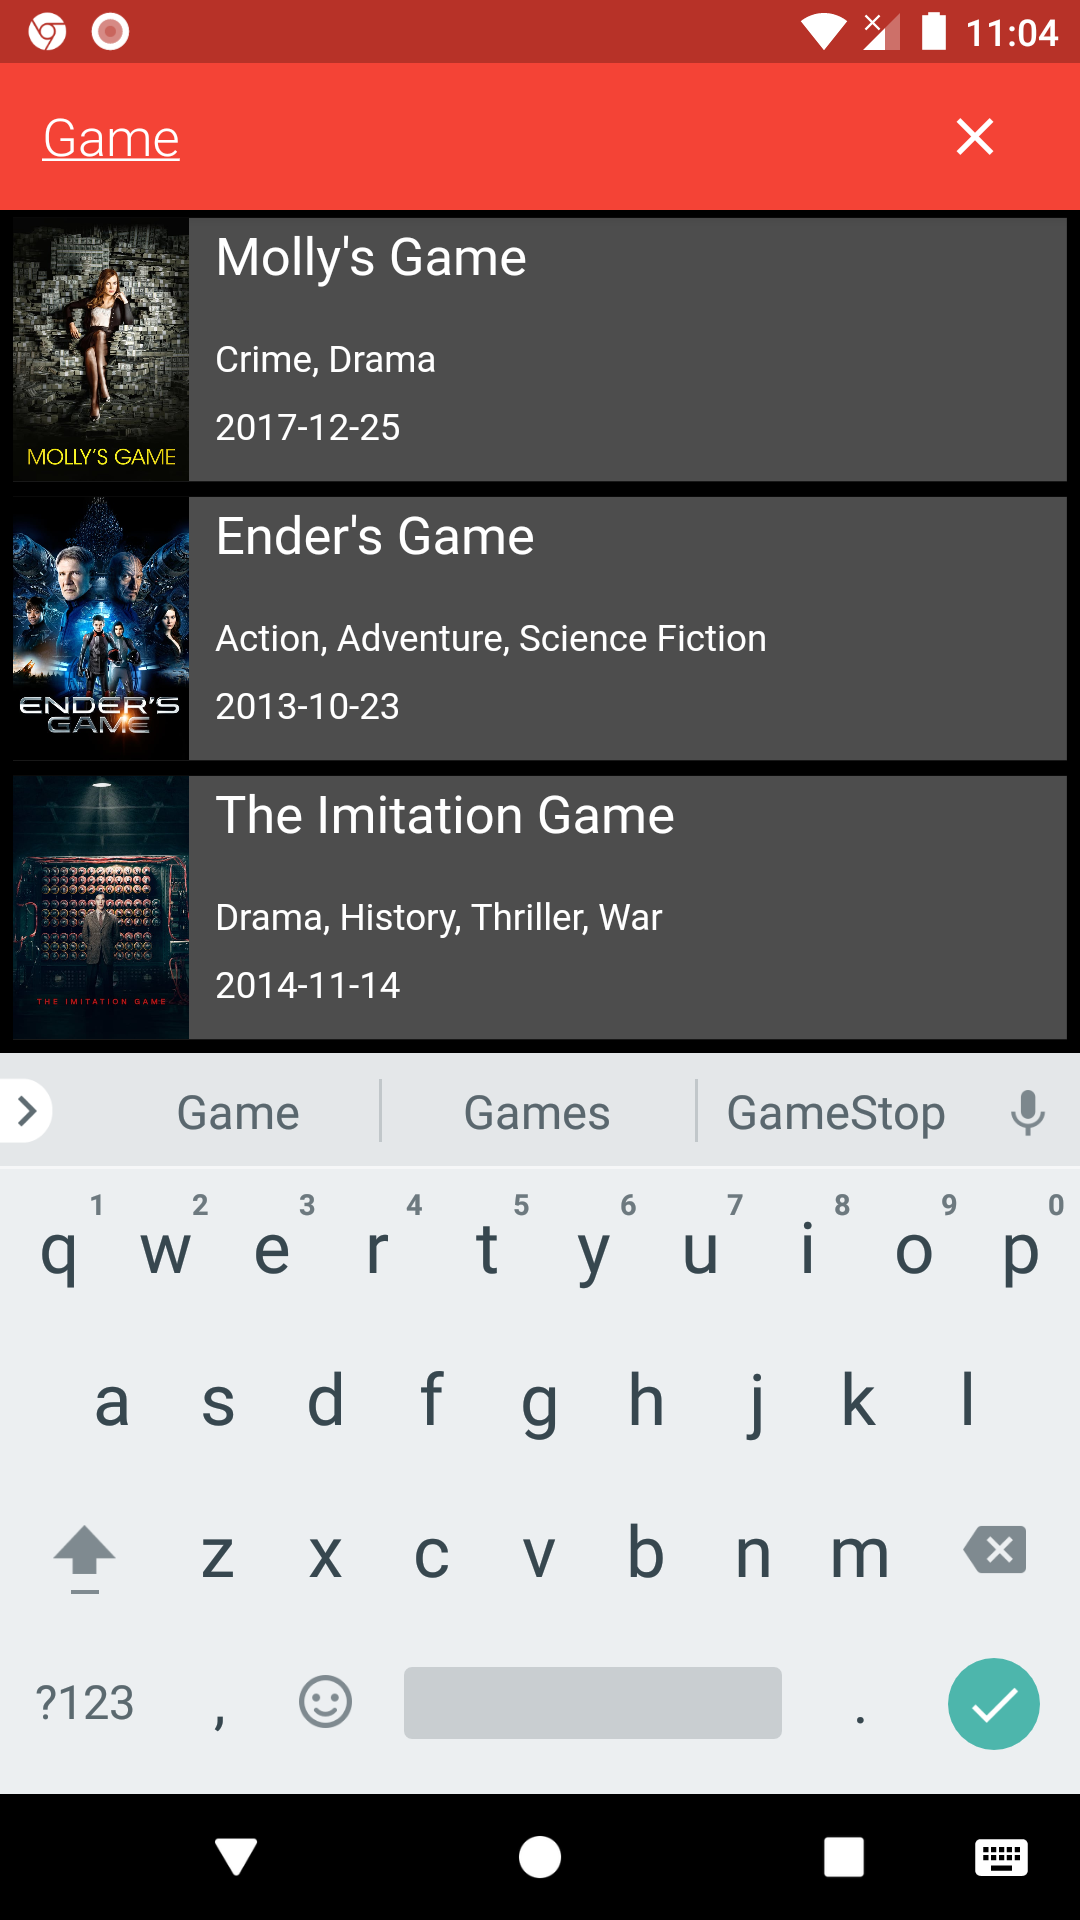 11:04
Game
Molly's Game
Crime, Drama
2017-12-25
MOLLY'S GAME
Ender's Game
Action, Adventure, Science Fiction
2013-10-23
ENDER'S
GAME
The Imitation Game
Drama, History, Thriller, War
2014-11-14
THE IMITATION GAME
Game Games GameStop
1 2 3 4 5 6 7 8 9 0
q w e r t y u i o p
a s d f g h j k l
z x c v b n m
?123 , .